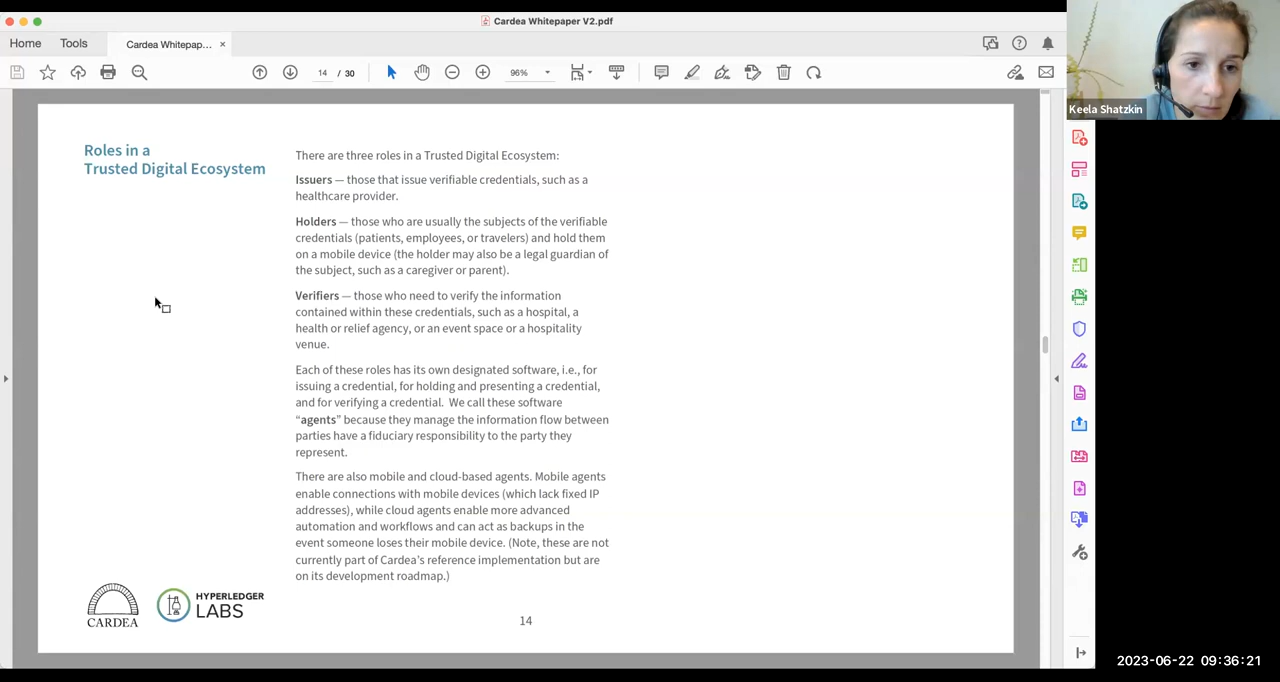 Cardea Whitepaper V2.pdf
Home
Tools
Cardea Whitepap... ×
14 / 30
96%
Keela Shatzkin
Roles in a
Trusted Digital Ecosystem
There are three roles in a Trusted Digital Ecosystem:
Issuers — those that issue verifiable credentials, such as a
healthcare provider.
Holders — those who are usually the subjects of the verifiable
credentials (patients, employees, or travelers) and hold them
on a mobile device (the holder may also be a legal guardian of
the subject, such as a caregiver or parent).
Verifiers — those who need to verify the information
contained within these credentials, such as a hospital, a
health or relief agency, or an event space or a hospitality
venue.
Each of these roles has its own designated software, i.e., for
issuing a credential, for holding and presenting a credential,
and for verifying a credential.  We call these software
“agents” because they manage the information flow between
parties have a fiduciary responsibility to the party they
represent.
There are also mobile and cloud-based agents. Mobile agents
enable connections with mobile devices (which lack fixed IP
addresses), while cloud agents enable more advanced
automation and workflows and can act as backups in the
event someone loses their mobile device. (Note, these are not
currently part of Cardea’s reference implementation but are
on its development roadmap.)
CARDEA
HYPERLEDGER
LABS
14
2023-06-22 09:36:21